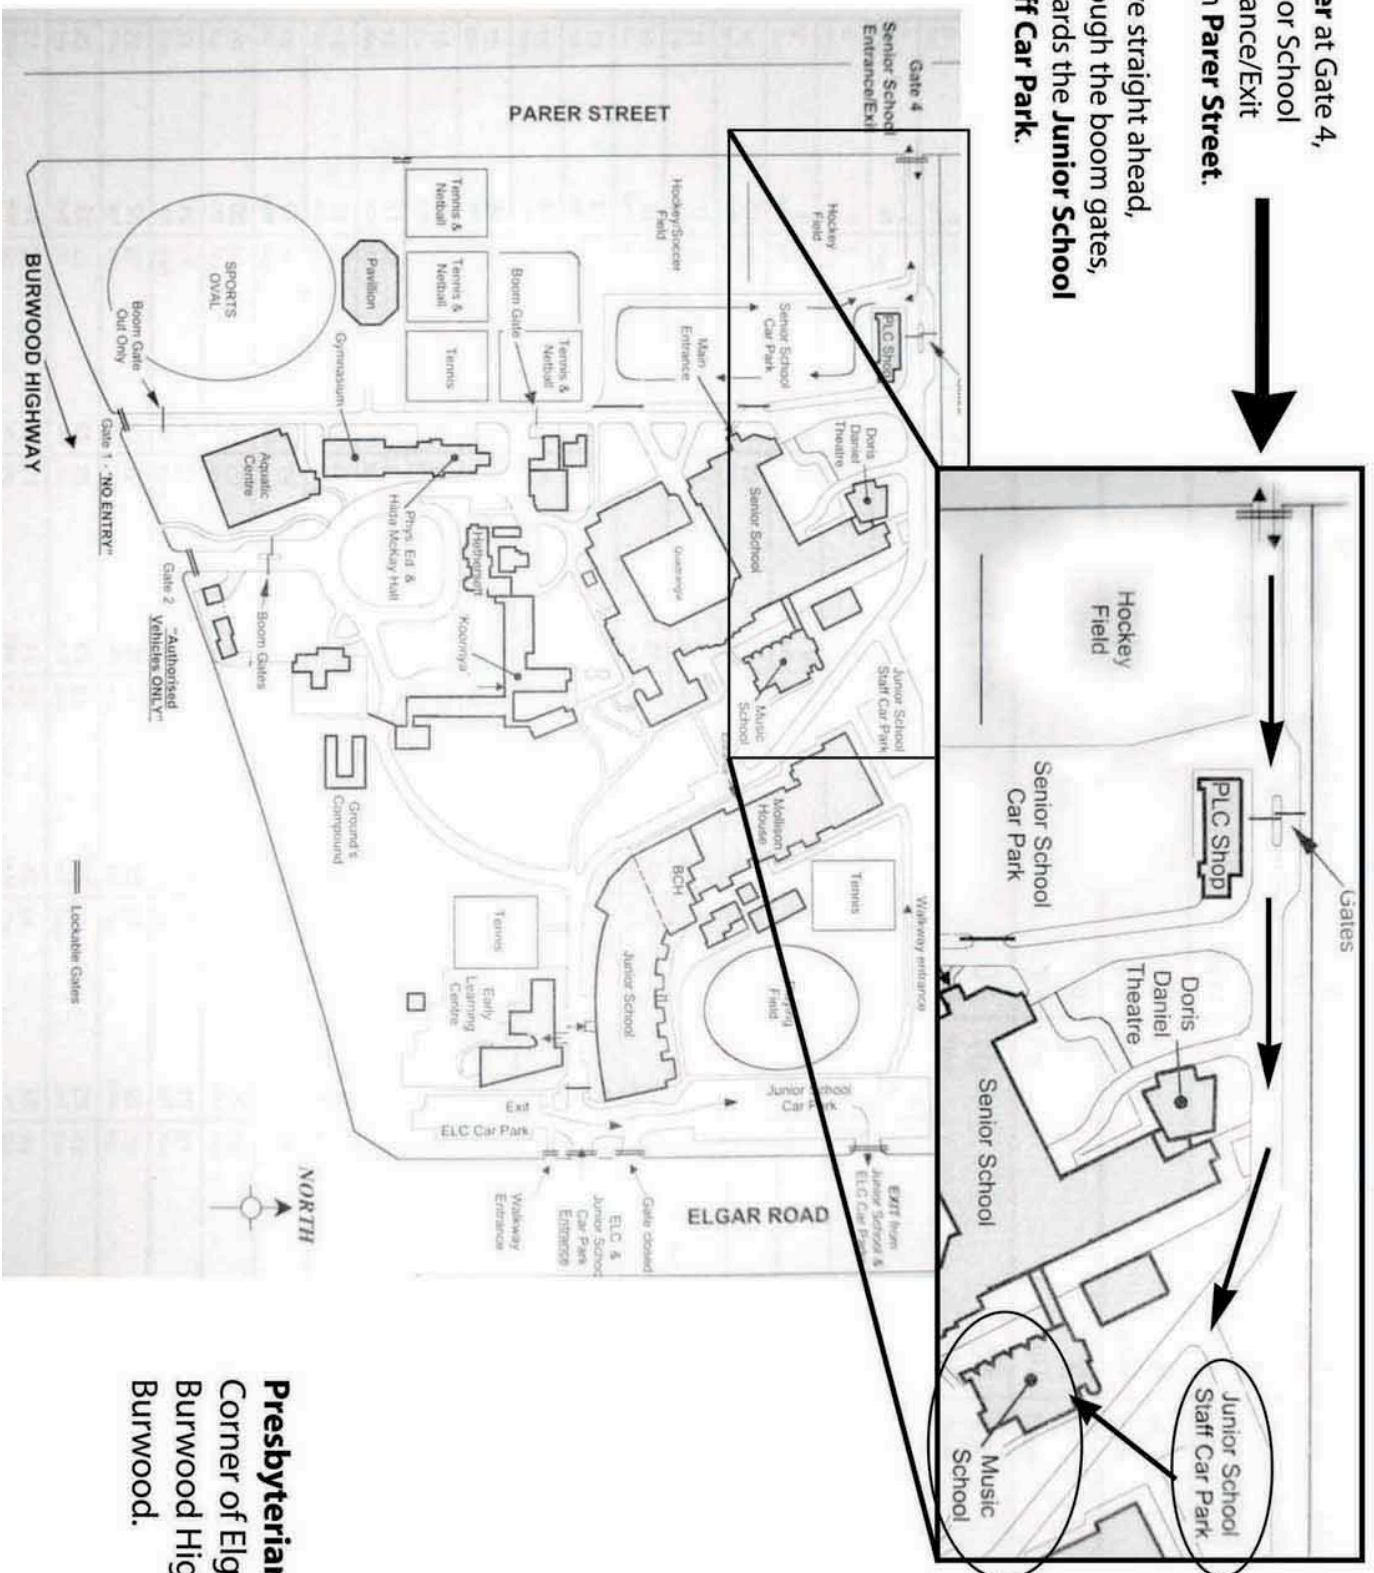 er at Gate 4,
or School
ance/Exit
n Parer Street.
ve straight ahead,
ough the boom gates,
ards the Junior School
ff Car Park.
Gates
Hockey
Field
PLC Shop
Senior School
Car Park
Doris
Daniel
Theatre
Senior School
Junior School
Staff Car Park
Music
School
Gate 4
Senior School
Entrance/Exit
PARER STREET
Hockey
Field
Hockey/Soccer
Field
PLC Shop
Senior School
Car Park
Main
Entrance
Doris
Daniel
Theatre
Senior School
Quadrangle
Junior School
Staff Car Park
Music
School
Tennis &
Netball
Tennis &
Netball
Tennis
Tennis &
Netball
Boom Gate
Pavilion
SPORTS
OVAL
Gymnasium
Boom Gate
Out Only
BURWOOD HIGHWAY
Gate 1 - "NO ENTRY"
Aquatic
Centre
Phys. Ed &
Hilda McKay Hall
Hethersett
'Koornya'
Boom Gates
Gate 2
"Authorised
Vehicles ONLY"
Ground's
Compound
Mollison
House
BCH
Tennis
Walkway entrance
Field
Junior School
Tennis
Early
Learning
Centre
Junior School
Car Park
Exit
ELC Car Park
EXIT from
Junior School &
ELC Car Park
ELGAR ROAD
Gate closed
ELC &
Junior School
Car Park
Entrance
Walkway
Entrance
Lockable Gates
NORTH
Presbyterian
Corner of Elg
Burwood Hig
Burwood.